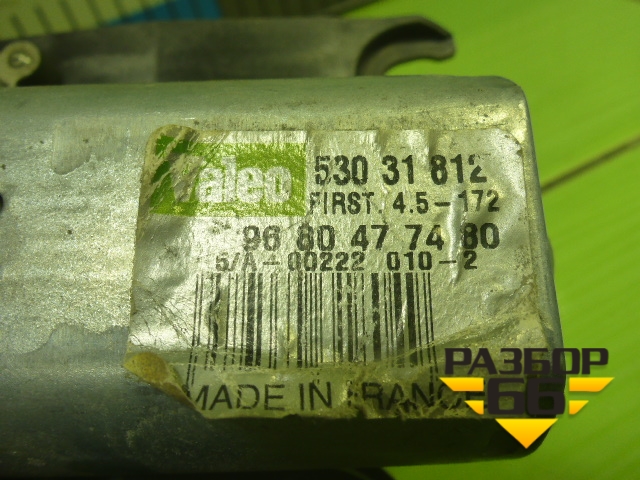 Valeo
530 31 812
FIRST. 4.5-172
96 80 47 74 80
5/A-00222 010-2
MADE IN FRANCE
РАЗБОР
66